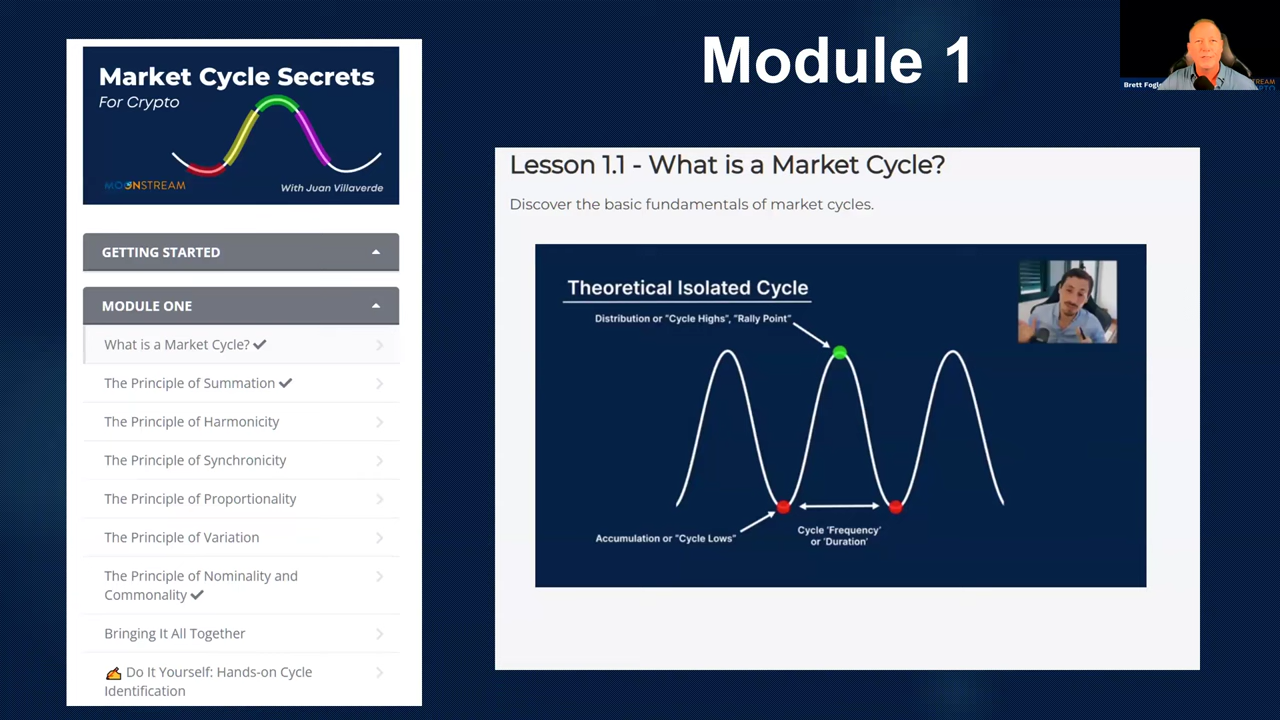 Module 1
Brett Fogle
Market Cycle Secrets
For Crypto
MOONSTREAM
With Juan Villaverde
GETTING STARTED
MODULE ONE
What is a Market Cycle? ✔
The Principle of Summation ✔
The Principle of Harmonicity
The Principle of Synchronicity
The Principle of Proportionality
The Principle of Variation
The Principle of Nominality and
Commonality ✔
Bringing It All Together
✍ Do It Yourself: Hands-on Cycle
Identification
Lesson 1.1 - What is a Market Cycle?
Discover the basic fundamentals of market cycles.
Theoretical Isolated Cycle
Distribution or "Cycle Highs", "Rally Point"
Accumulation or "Cycle Lows"
Cycle 'Frequency'
or 'Duration'